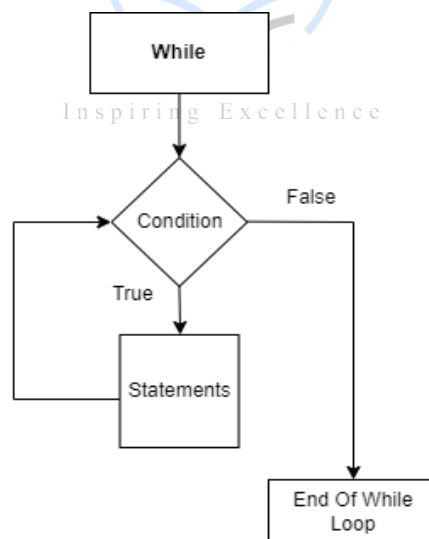 While
Inspiring Excellence
Condition
False
True
Statements
End Of While
Loop